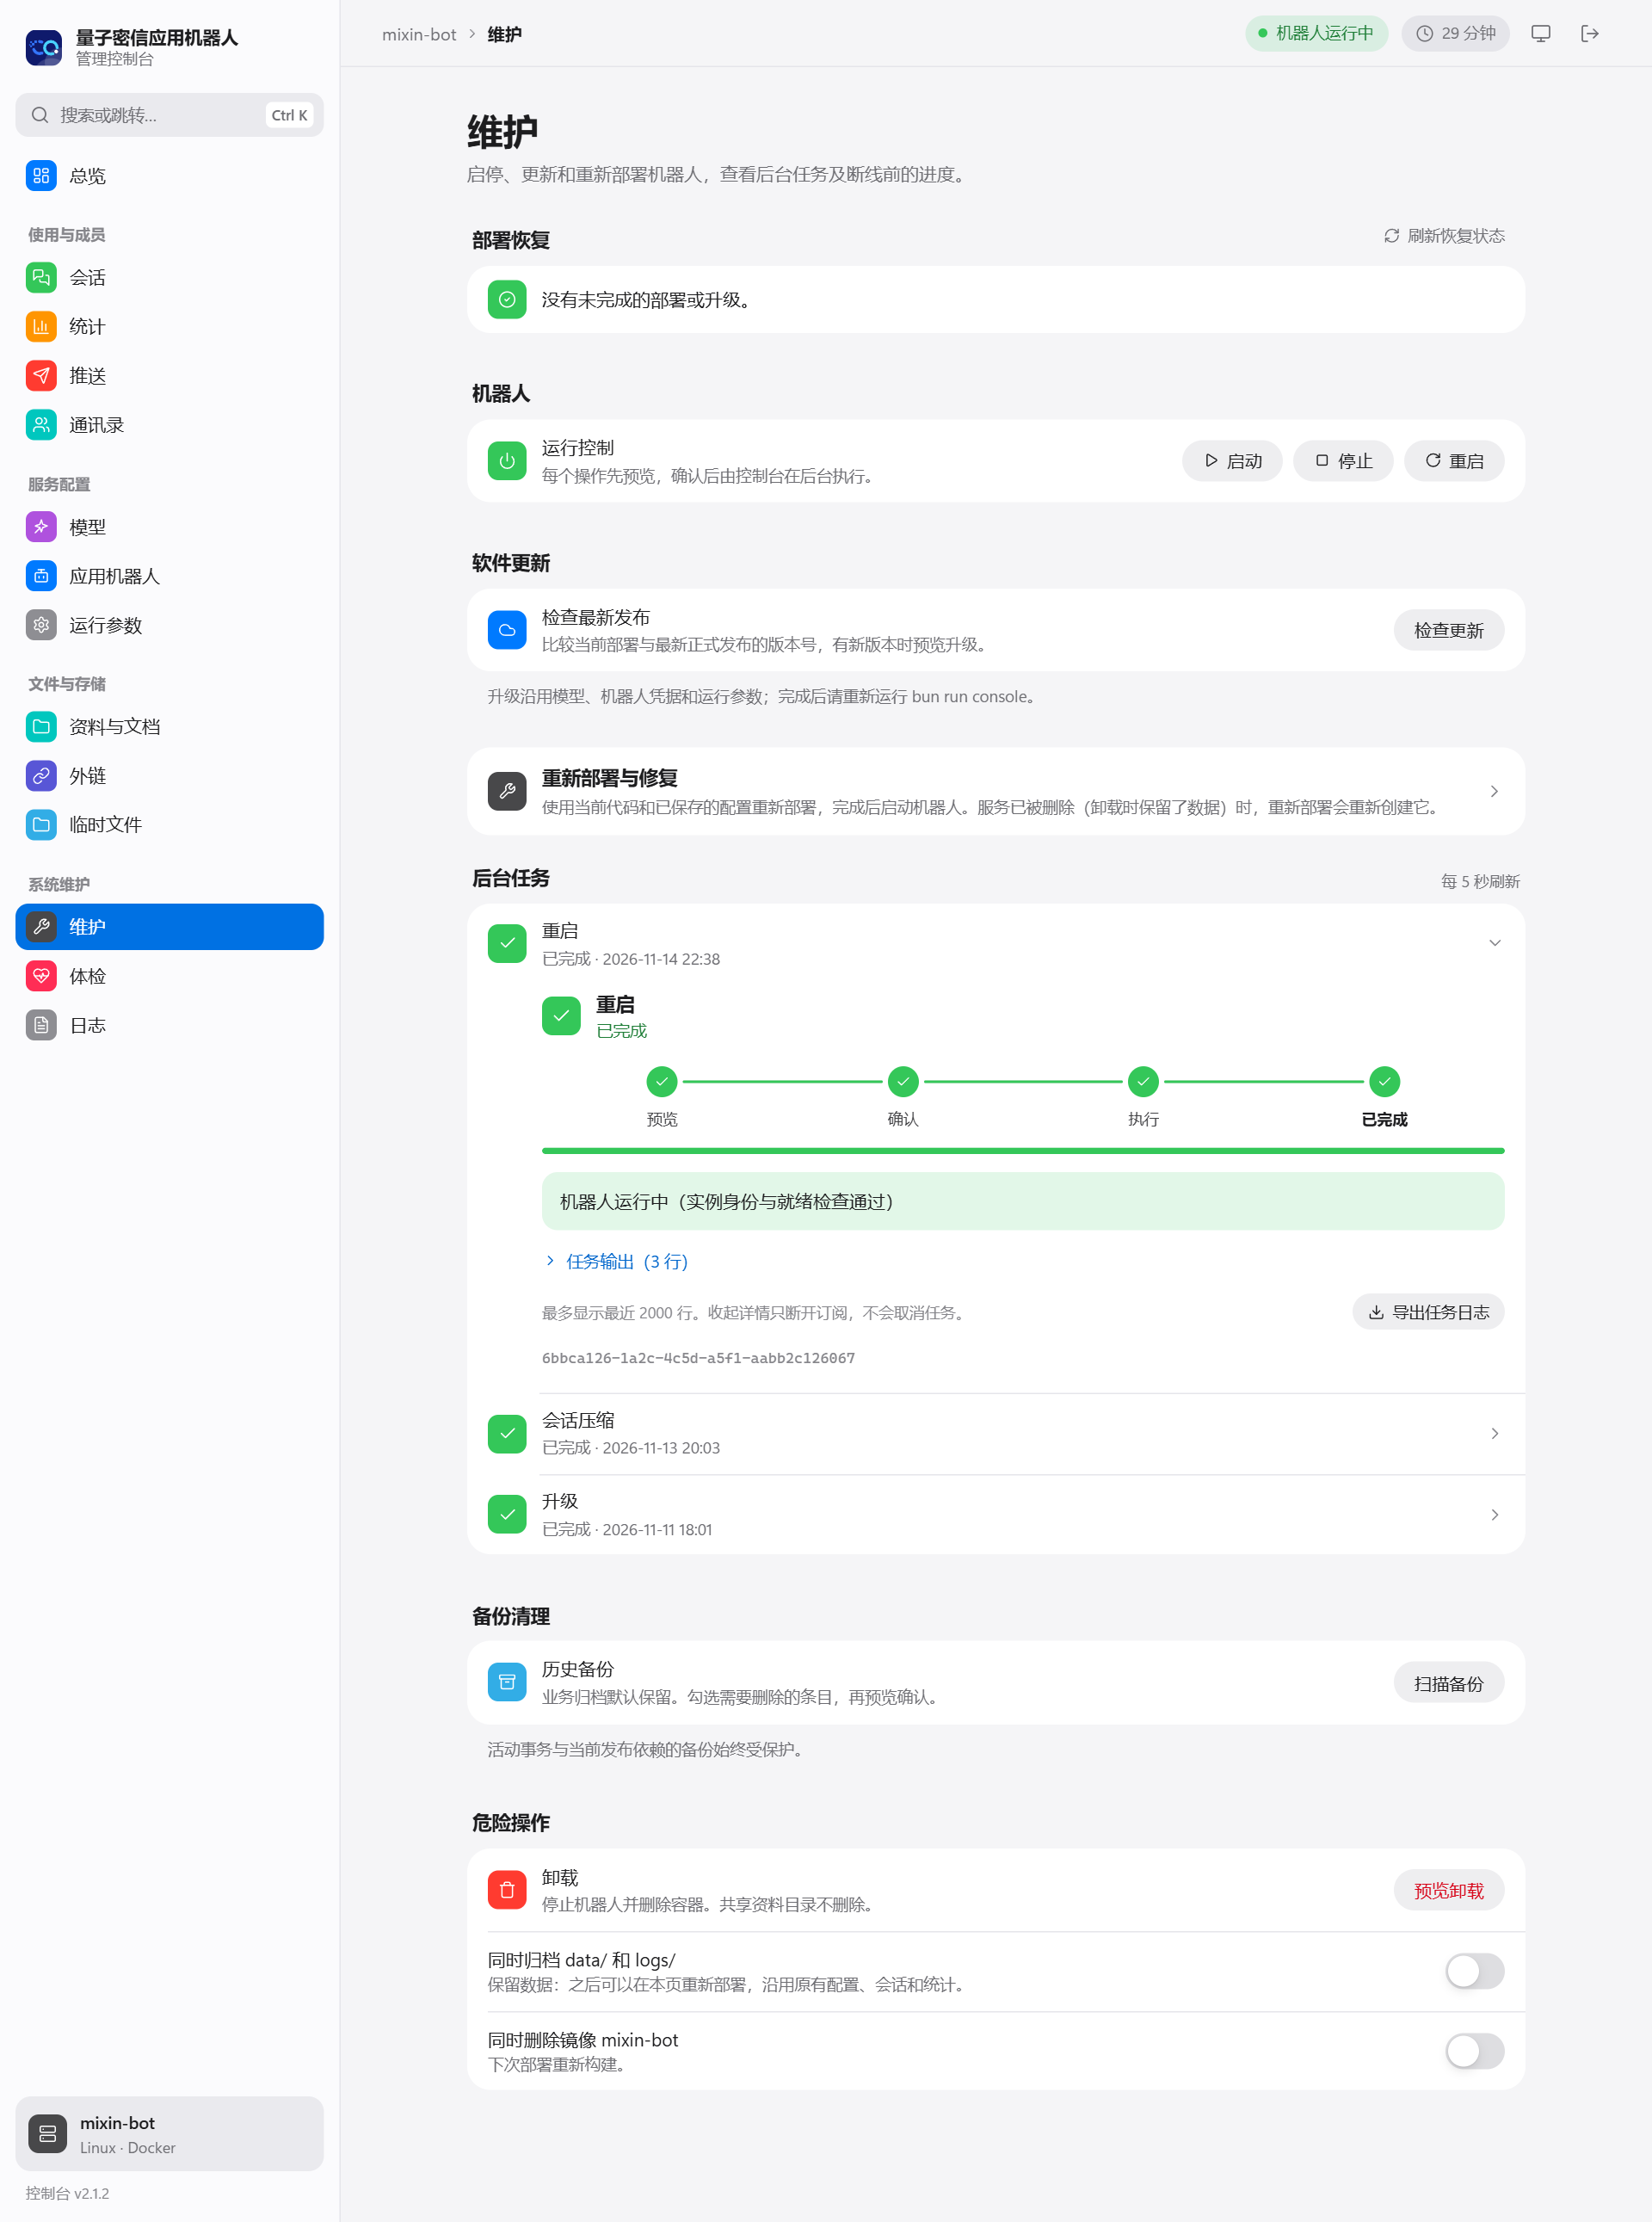 量子密信应用机器人
管理控制台
搜索或跳转...
Ctrl K
总览
使用与成员
会话
统计
推送
通讯录
服务配置
模型
应用机器人
运行参数
文件与存储
资料与文档
外链
临时文件
系统维护
维护
体检
日志
mixin-bot
Linux · Docker
控制台 v2.1.2
mixin-bot
维护
机器人运行中
29 分钟
维护
启停、更新和重新部署机器人，查看后台任务及断线前的进度。
部署恢复
刷新恢复状态
没有未完成的部署或升级。
机器人
运行控制
每个操作先预览，确认后由控制台在后台执行。
启动
停止
重启
软件更新
检查最新发布
比较当前部署与最新正式发布的版本号，有新版本时预览升级。
检查更新
升级沿用模型、机器人凭据和运行参数；完成后请重新运行 bun run console。
重新部署与修复
使用当前代码和已保存的配置重新部署，完成后启动机器人。服务已被删除（卸载时保留了数据）时，重新部署会重新创建它。
后台任务
每 5 秒刷新
重启
已完成 · 2026-11-14 22:38
重启
已完成
预览
确认
执行
已完成
机器人运行中（实例身份与就绪检查通过）
任务输出（3 行）
最多显示最近 2000 行。收起详情只断开订阅，不会取消任务。
导出任务日志
6bbca126-1a2c-4c5d-a5f1-aabb2c126067
会话压缩
已完成 · 2026-11-13 20:03
升级
已完成 · 2026-11-11 18:01
备份清理
历史备份
业务归档默认保留。勾选需要删除的条目，再预览确认。
扫描备份
活动事务与当前发布依赖的备份始终受保护。
危险操作
卸载
停止机器人并删除容器。共享资料目录不删除。
预览卸载
同时归档 data/ 和 logs/
保留数据：之后可以在本页重新部署，沿用原有配置、会话和统计。
同时删除镜像 mixin-bot
下次部署重新构建。